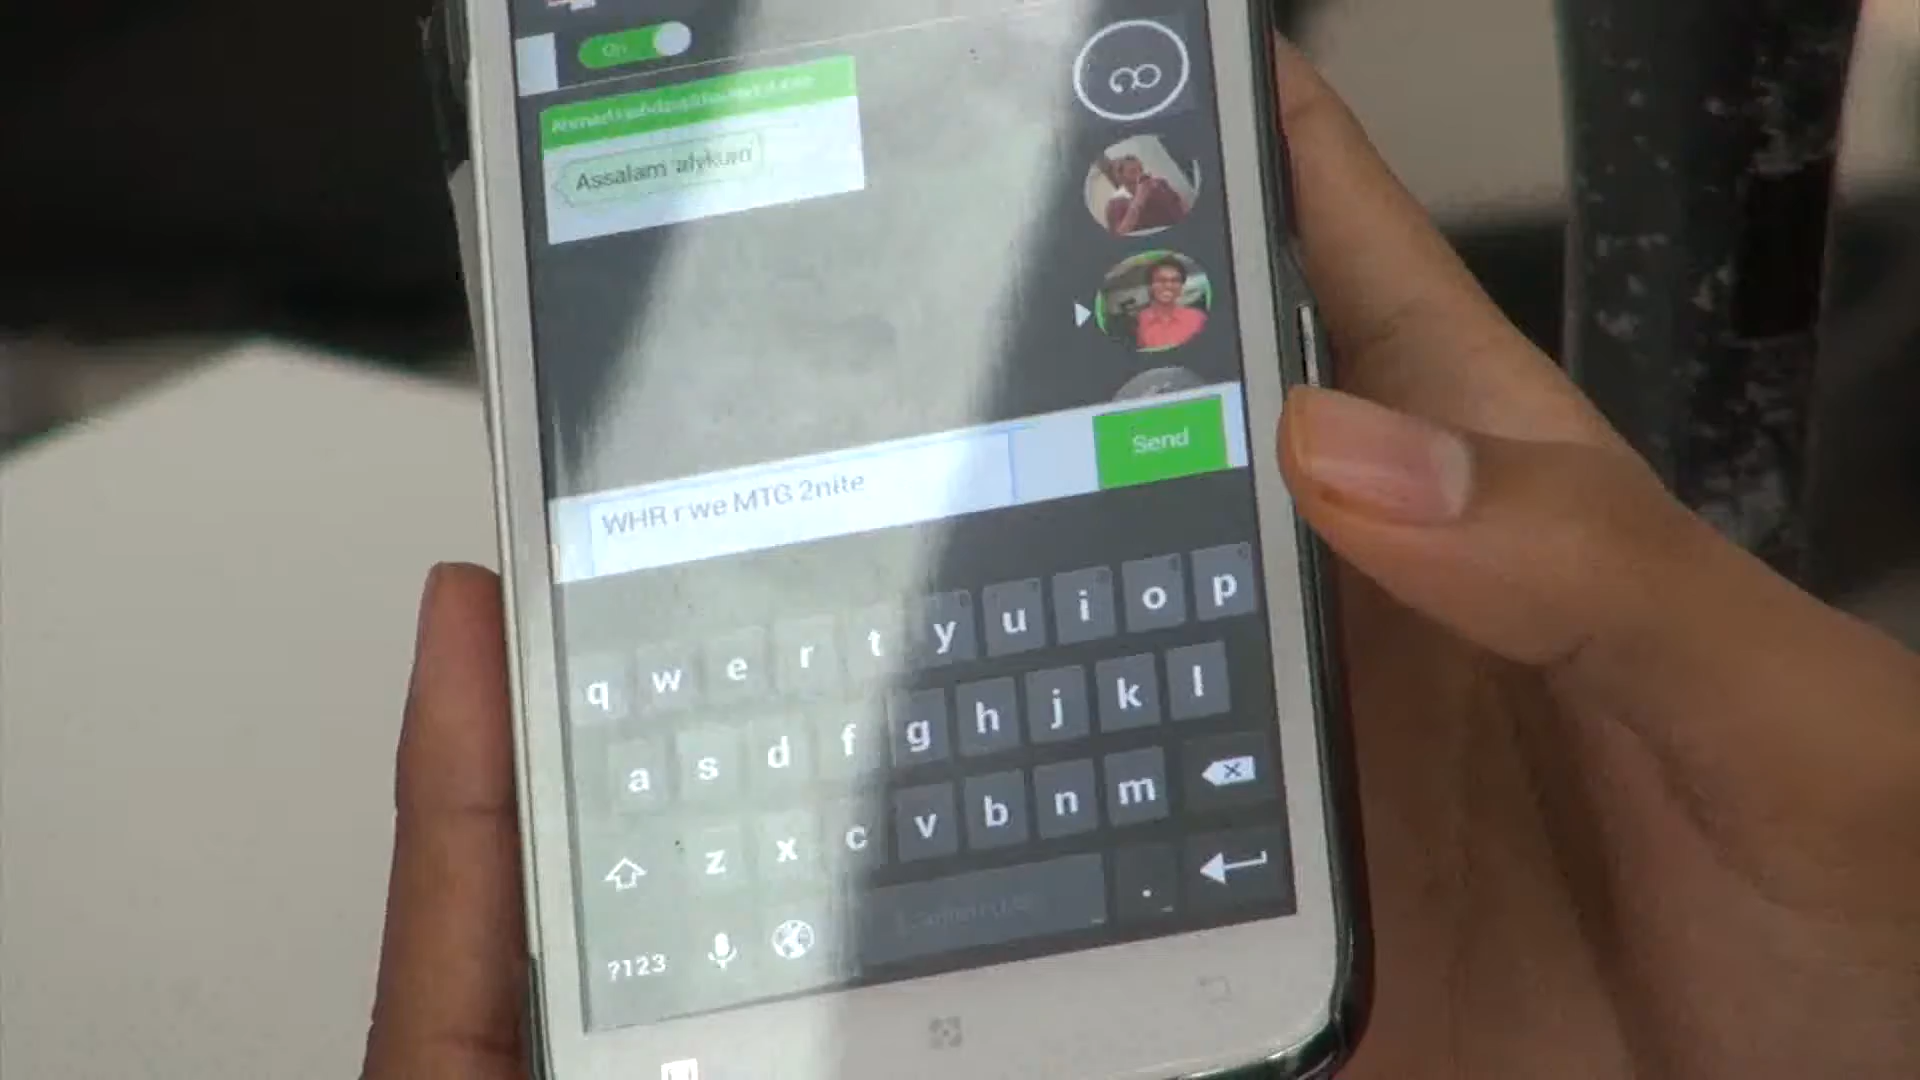 On
Assalam 'alykum
Send
WHR r we MTG 2nite
q w e r t y u i o p
a s d f g h j k l
z x c v b n m
?123 .